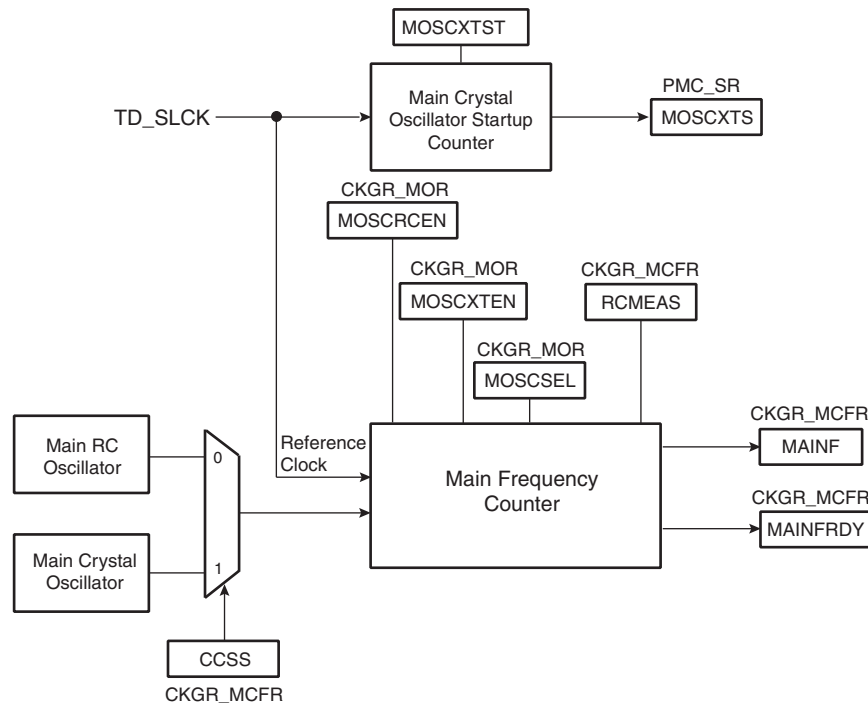 MOSCXTST
Main Crystal
Oscillator Startup
Counter
TD_SLCK
PMC_SR
MOSCXTS
CKGR_MOR
MOSCRCEN
CKGR_MOR
MOSCXTEN
CKGR_MCFR
RCMEAS
CKGR_MOR
MOSCSEL
Main RC
Oscillator
0
Reference
Clock
Main Frequency
Counter
CKGR_MCFR
MAINF
CKGR_MCFR
MAINFRDY
Main Crystal
Oscillator
1
CCSS
CKGR_MCFR